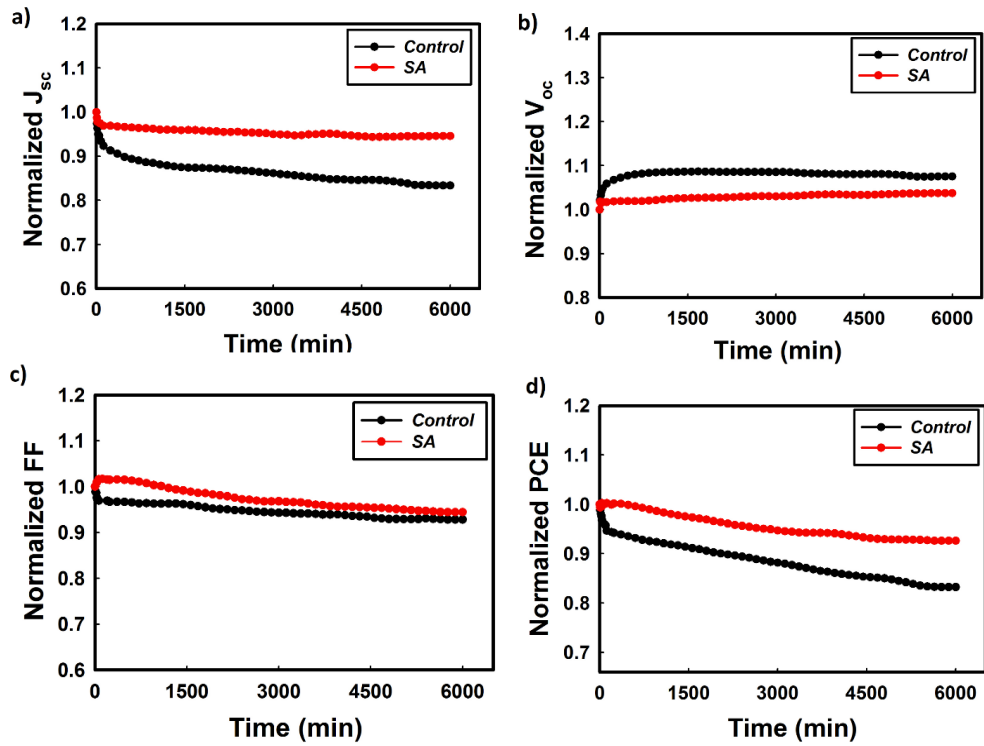 a)
Normalized Jsc
1.2
1.1
1.0
0.9
0.8
0.7
0.6
Control
SA
0
1500
3000
4500
6000
Time (min)
b)
Normalized Voc
1.4
1.3
1.2
1.1
1.0
0.9
0.8
Control
SA
0
1500
3000
4500
6000
Time (min)
c)
Normalized FF
1.2
1.1
1.0
0.9
0.8
0.7
0.6
Control
SA
0
1500
3000
4500
6000
Time (min)
d)
Normalized PCE
1.2
1.1
1.0
0.9
0.8
0.7
Control
SA
0
1500
3000
4500
6000
Time (min)